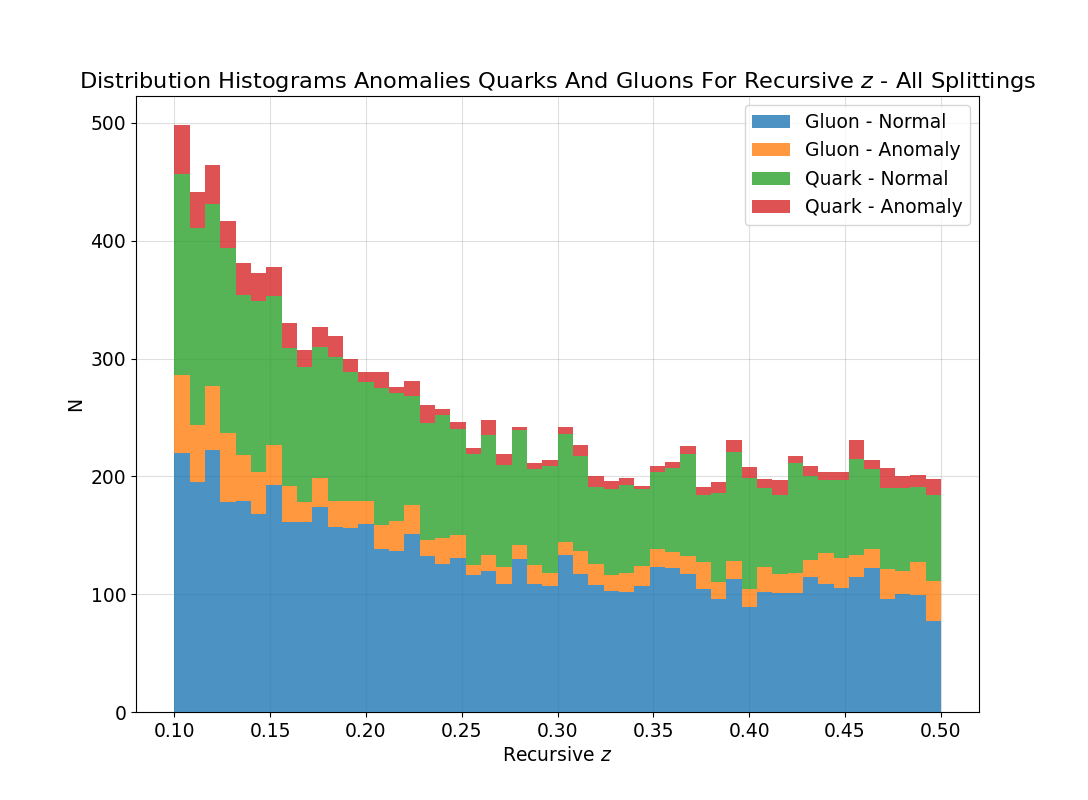 Distribution Histograms Anomalies Quarks And Gluons For Recursive z - All Splittings
Gluon - Normal
Gluon - Anomaly
Quark - Normal
Quark - Anomaly
500
400
300
200
100
0
N
0.10 0.15 0.20 0.25 0.30 0.35 0.40 0.45 0.50
Recursive z